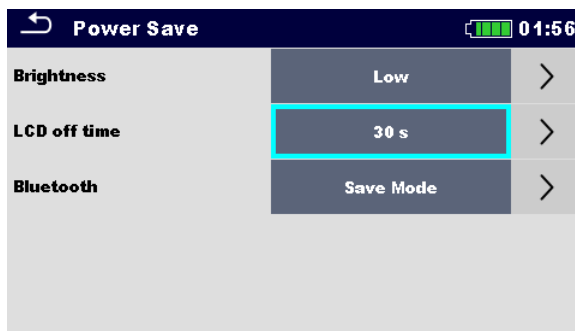 Power Save 01:56
Brightness Low
LCD off time 30 s
Bluetooth Save Mode